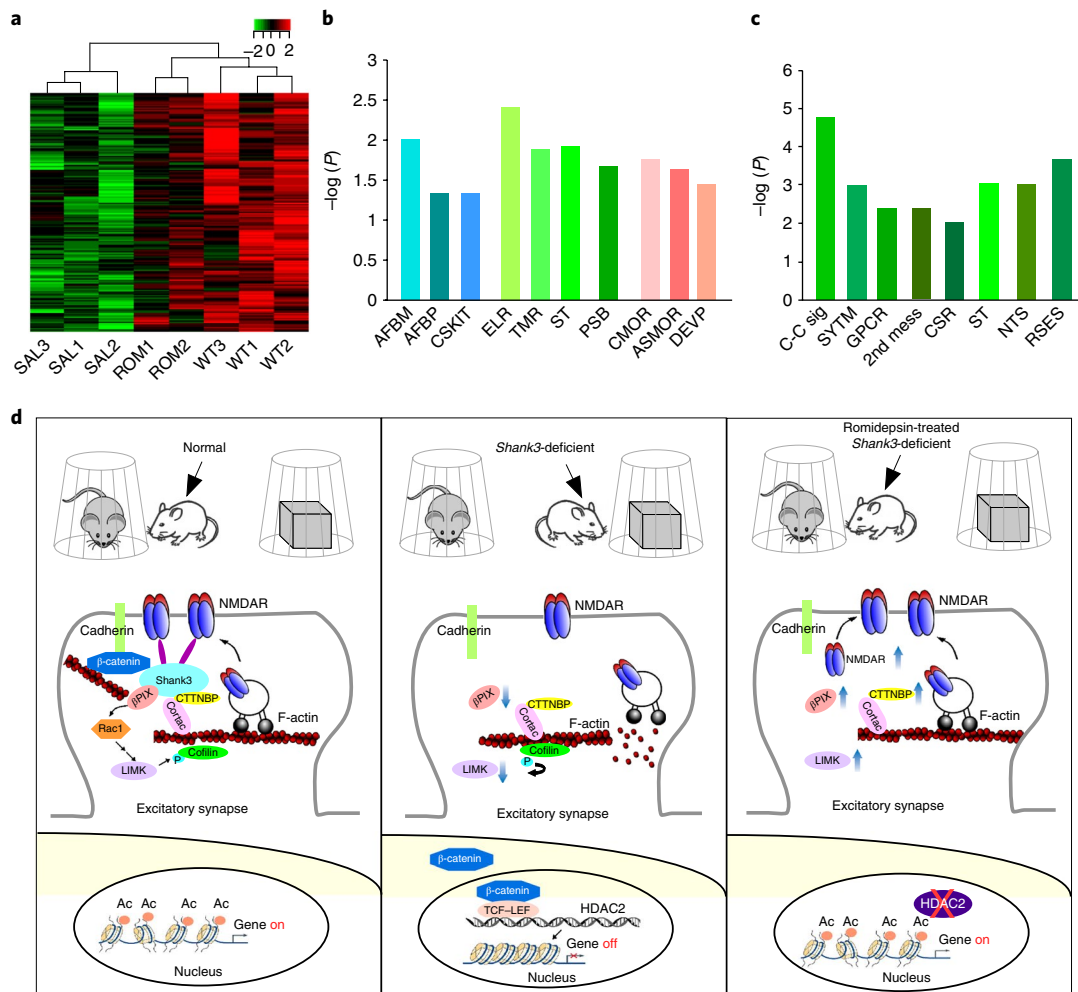 a
−2 0 2
SAL3
SAL1
SAL2
ROM1
ROM2
WT3
WT1
WT2
b
−log (P)
3
2.5
2
1.5
1
0.5
0
AFBM
AFBP
CSKIT
ELR
TMR
ST
PSB
CMOR
ASMOR
DEVP
c
−log (P)
6
5
4
3
2
1
0
C-C sig
SYTM
GPCR
2nd mess
CSR
ST
NTS
RSES
d
Normal
NMDAR
Cadherin
β-catenin
Shank3
βPIX
CTTNBP
Cortac
F-actin
Rac1
Cofilin
P
LIMK
Excitatory synapse
Ac Ac Ac Ac
Gene on
Nucleus
Shank3-deficient
NMDAR
Cadherin
CTTNBP
βPIX
Cortac
F-actin
Cofilin
P
LIMK
Excitatory synapse
β-catenin
β-catenin
TCF–LEF
HDAC2
Gene off
Nucleus
Romidepsin-treated
Shank3-deficient
NMDAR
Cadherin
NMDAR
βPIX
CTTNBP
Cortac
F-actin
LIMK
Excitatory synapse
HDAC2
Ac Ac Ac Ac
Gene on
Nucleus